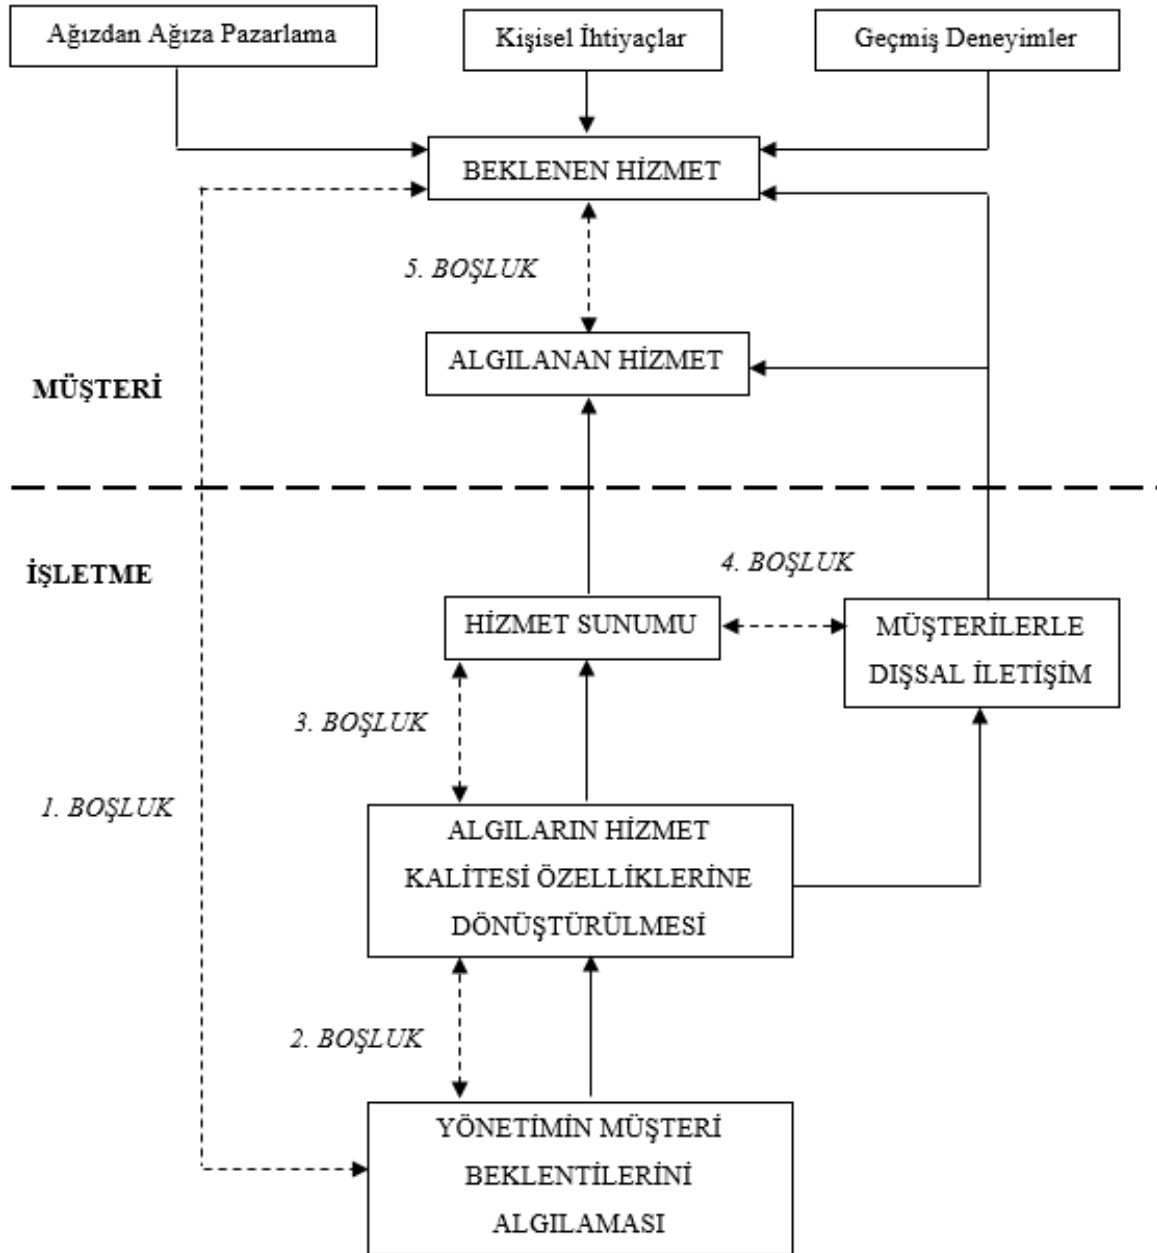 Ağızdan Ağıza Pazarlama
Kişisel İhtiyaçlar
Geçmiş Deneyimler
BEKLENEN HİZMET
5. BOŞLUK
ALGILANAN HİZMET
MÜŞTERİ
İŞLETME
4. BOŞLUK
HİZMET SUNUMU
MÜŞTERİLERLE
DIŞSAL İLETİŞİM
3. BOŞLUK
1. BOŞLUK
ALGILARIN HİZMET
KALİTESİ ÖZELLİKLERİNE
DÖNÜŞTÜRÜLMESİ
2. BOŞLUK
YÖNETİMİN MÜŞTERİ
BEKLENTİLERİNİ
ALGILAMASI